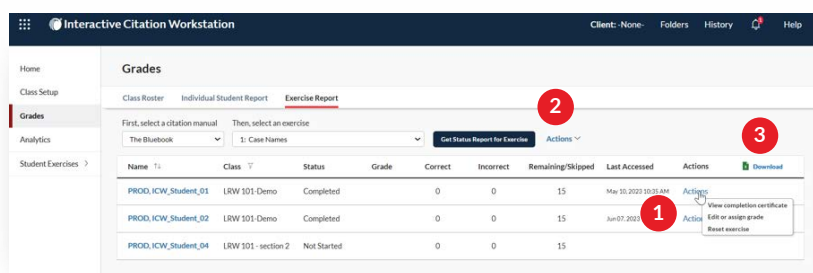 Interactive Citation Workstation
Client: -None- Folders History Help
Home
Class Setup
Grades
Analytics
Student Exercises >
Grades
Class Roster Individual Student Report Exercise Report
2
First, select a citation manual Then, select an exercise
The Bluebook 1: Case Names Get Status Report for Exercise Actions
3
Name Class Status Grade Correct Incorrect Remaining/Skipped Last Accessed Actions Download
PROD, ICW_Student_01 LRW 101-Demo Completed 0 0 15 May 10, 2023 10:35 AM Actions
View completion certificate
Edit or assign grade
Reset exercise
1
PROD, ICW_Student_02 LRW 101-Demo Completed 0 0 15 Jun 07, 2023 Action
PROD, ICW_Student_04 LRW 101 - section 2 Not Started 0 0 15